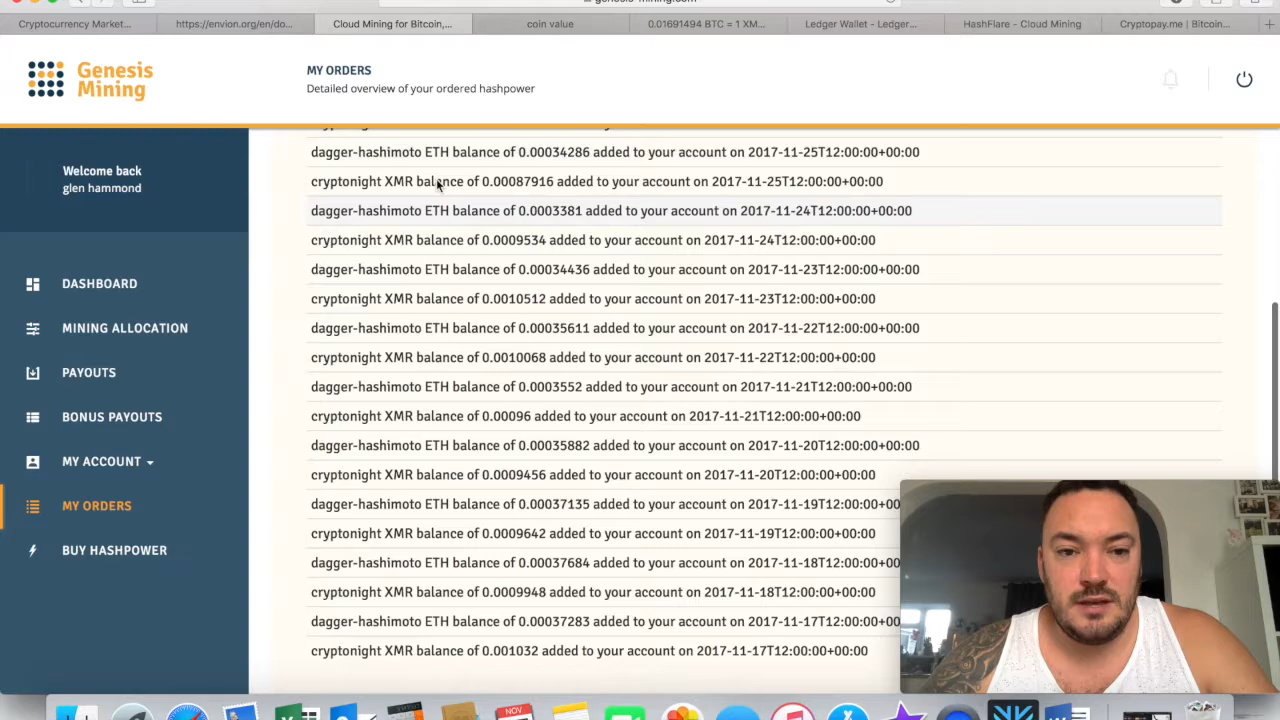 genesis-mining.com
Cryptocurrency Market...
https://envion.org/en/do...
Cloud Mining for Bitcoin,...
coin value
0.01691494 BTC = 1 XM...
Ledger Wallet - Ledger...
HashFlare - Cloud Mining
Cryptopay.me | Bitcoin...
Genesis
Mining
MY ORDERS
Detailed overview of your ordered hashpower
Welcome back
glen hammond
DASHBOARD
MINING ALLOCATION
PAYOUTS
BONUS PAYOUTS
MY ACCOUNT
MY ORDERS
BUY HASHPOWER
dagger-hashimoto ETH balance of 0.00034286 added to your account on 2017-11-25T12:00:00+00:00
cryptonight XMR balance of 0.00087916 added to your account on 2017-11-25T12:00:00+00:00
dagger-hashimoto ETH balance of 0.0003381 added to your account on 2017-11-24T12:00:00+00:00
cryptonight XMR balance of 0.0009534 added to your account on 2017-11-24T12:00:00+00:00
dagger-hashimoto ETH balance of 0.00034436 added to your account on 2017-11-23T12:00:00+00:00
cryptonight XMR balance of 0.0010512 added to your account on 2017-11-23T12:00:00+00:00
dagger-hashimoto ETH balance of 0.00035611 added to your account on 2017-11-22T12:00:00+00:00
cryptonight XMR balance of 0.0010068 added to your account on 2017-11-22T12:00:00+00:00
dagger-hashimoto ETH balance of 0.0003552 added to your account on 2017-11-21T12:00:00+00:00
cryptonight XMR balance of 0.00096 added to your account on 2017-11-21T12:00:00+00:00
dagger-hashimoto ETH balance of 0.00035882 added to your account on 2017-11-20T12:00:00+00:00
cryptonight XMR balance of 0.0009456 added to your account on 2017-11-20T12:00:00+00:00
dagger-hashimoto ETH balance of 0.00037135 added to your account on 2017-11-19T12:00:00+00
cryptonight XMR balance of 0.0009642 added to your account on 2017-11-19T12:00:00+00:00
dagger-hashimoto ETH balance of 0.00037684 added to your account on 2017-11-18T12:00:00+00
cryptonight XMR balance of 0.0009948 added to your account on 2017-11-18T12:00:00+00:00
dagger-hashimoto ETH balance of 0.00037283 added to your account on 2017-11-17T12:00:00+00
cryptonight XMR balance of 0.001032 added to your account on 2017-11-17T12:00:00+00:00
NOV